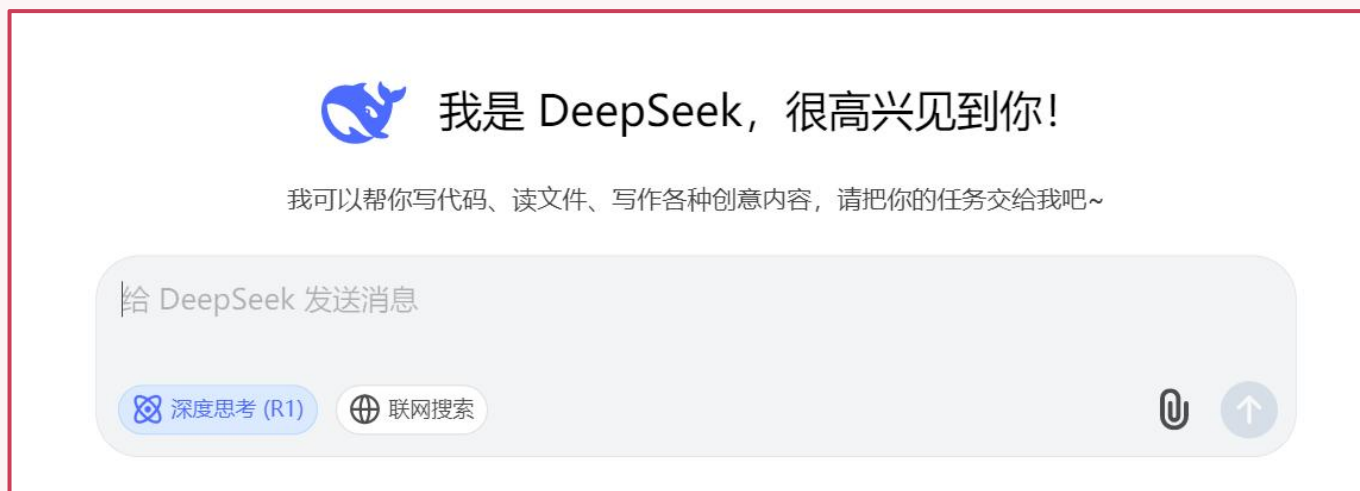 我是 DeepSeek，很高兴见到你！
我可以帮你写代码、读文件、写作各种创意内容，请把你的任务交给我吧~
给 DeepSeek 发送消息
深度思考 (R1) 联网搜索